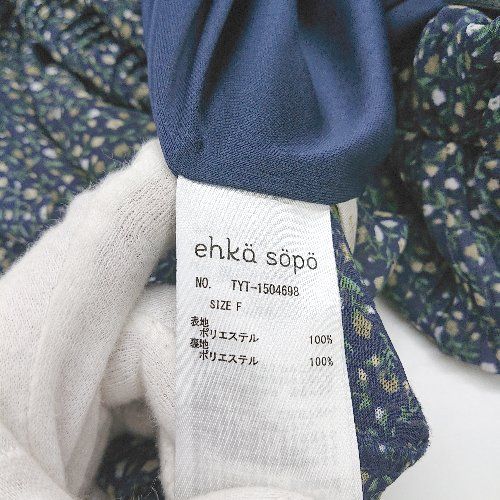 ehkä söpö
NO. TYT-1504698
SIZE F
表地
ポリエステル 100%
裏地
ポリエステル 100%